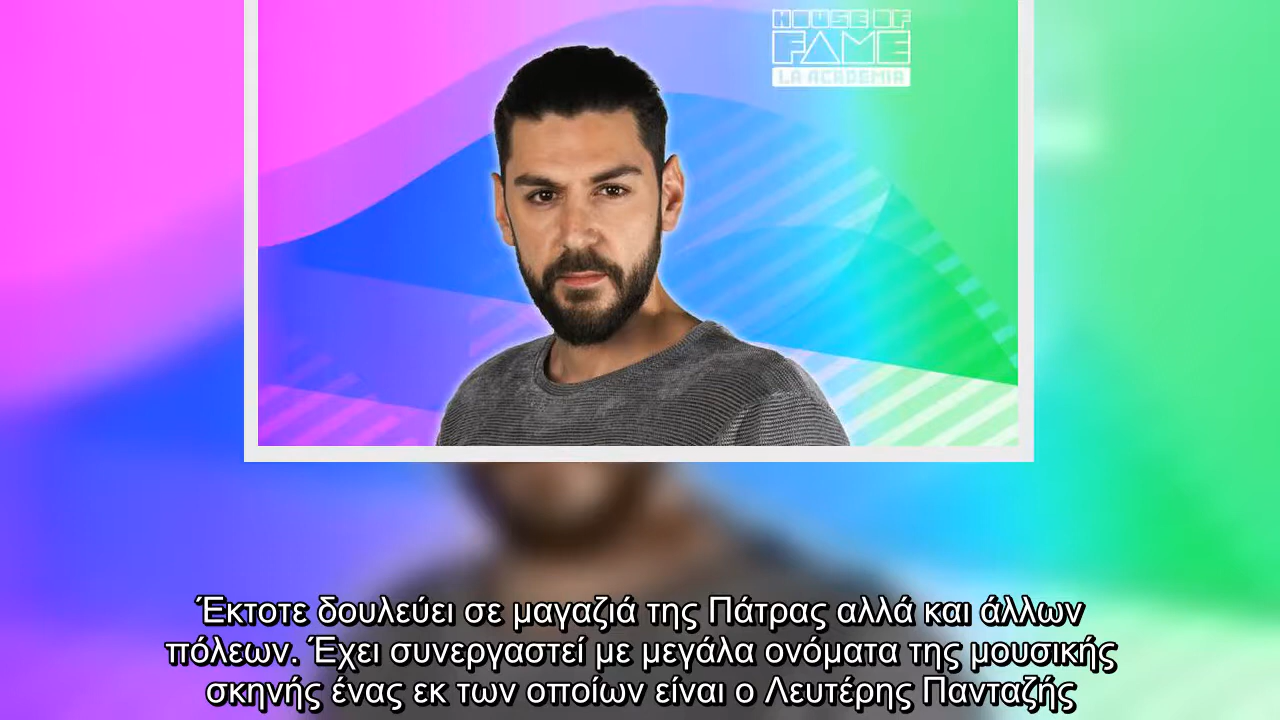 HOUSE OF
FAME
LA ACADEMIA
Έκτοτε δουλεύει σε μαγαζιά της Πάτρας αλλά και άλλων
πόλεων. Έχει συνεργαστεί με μεγάλα ονόματα της μουσικής
σκηνής ένας εκ των οποίων είναι ο Λευτέρης Πανταζής